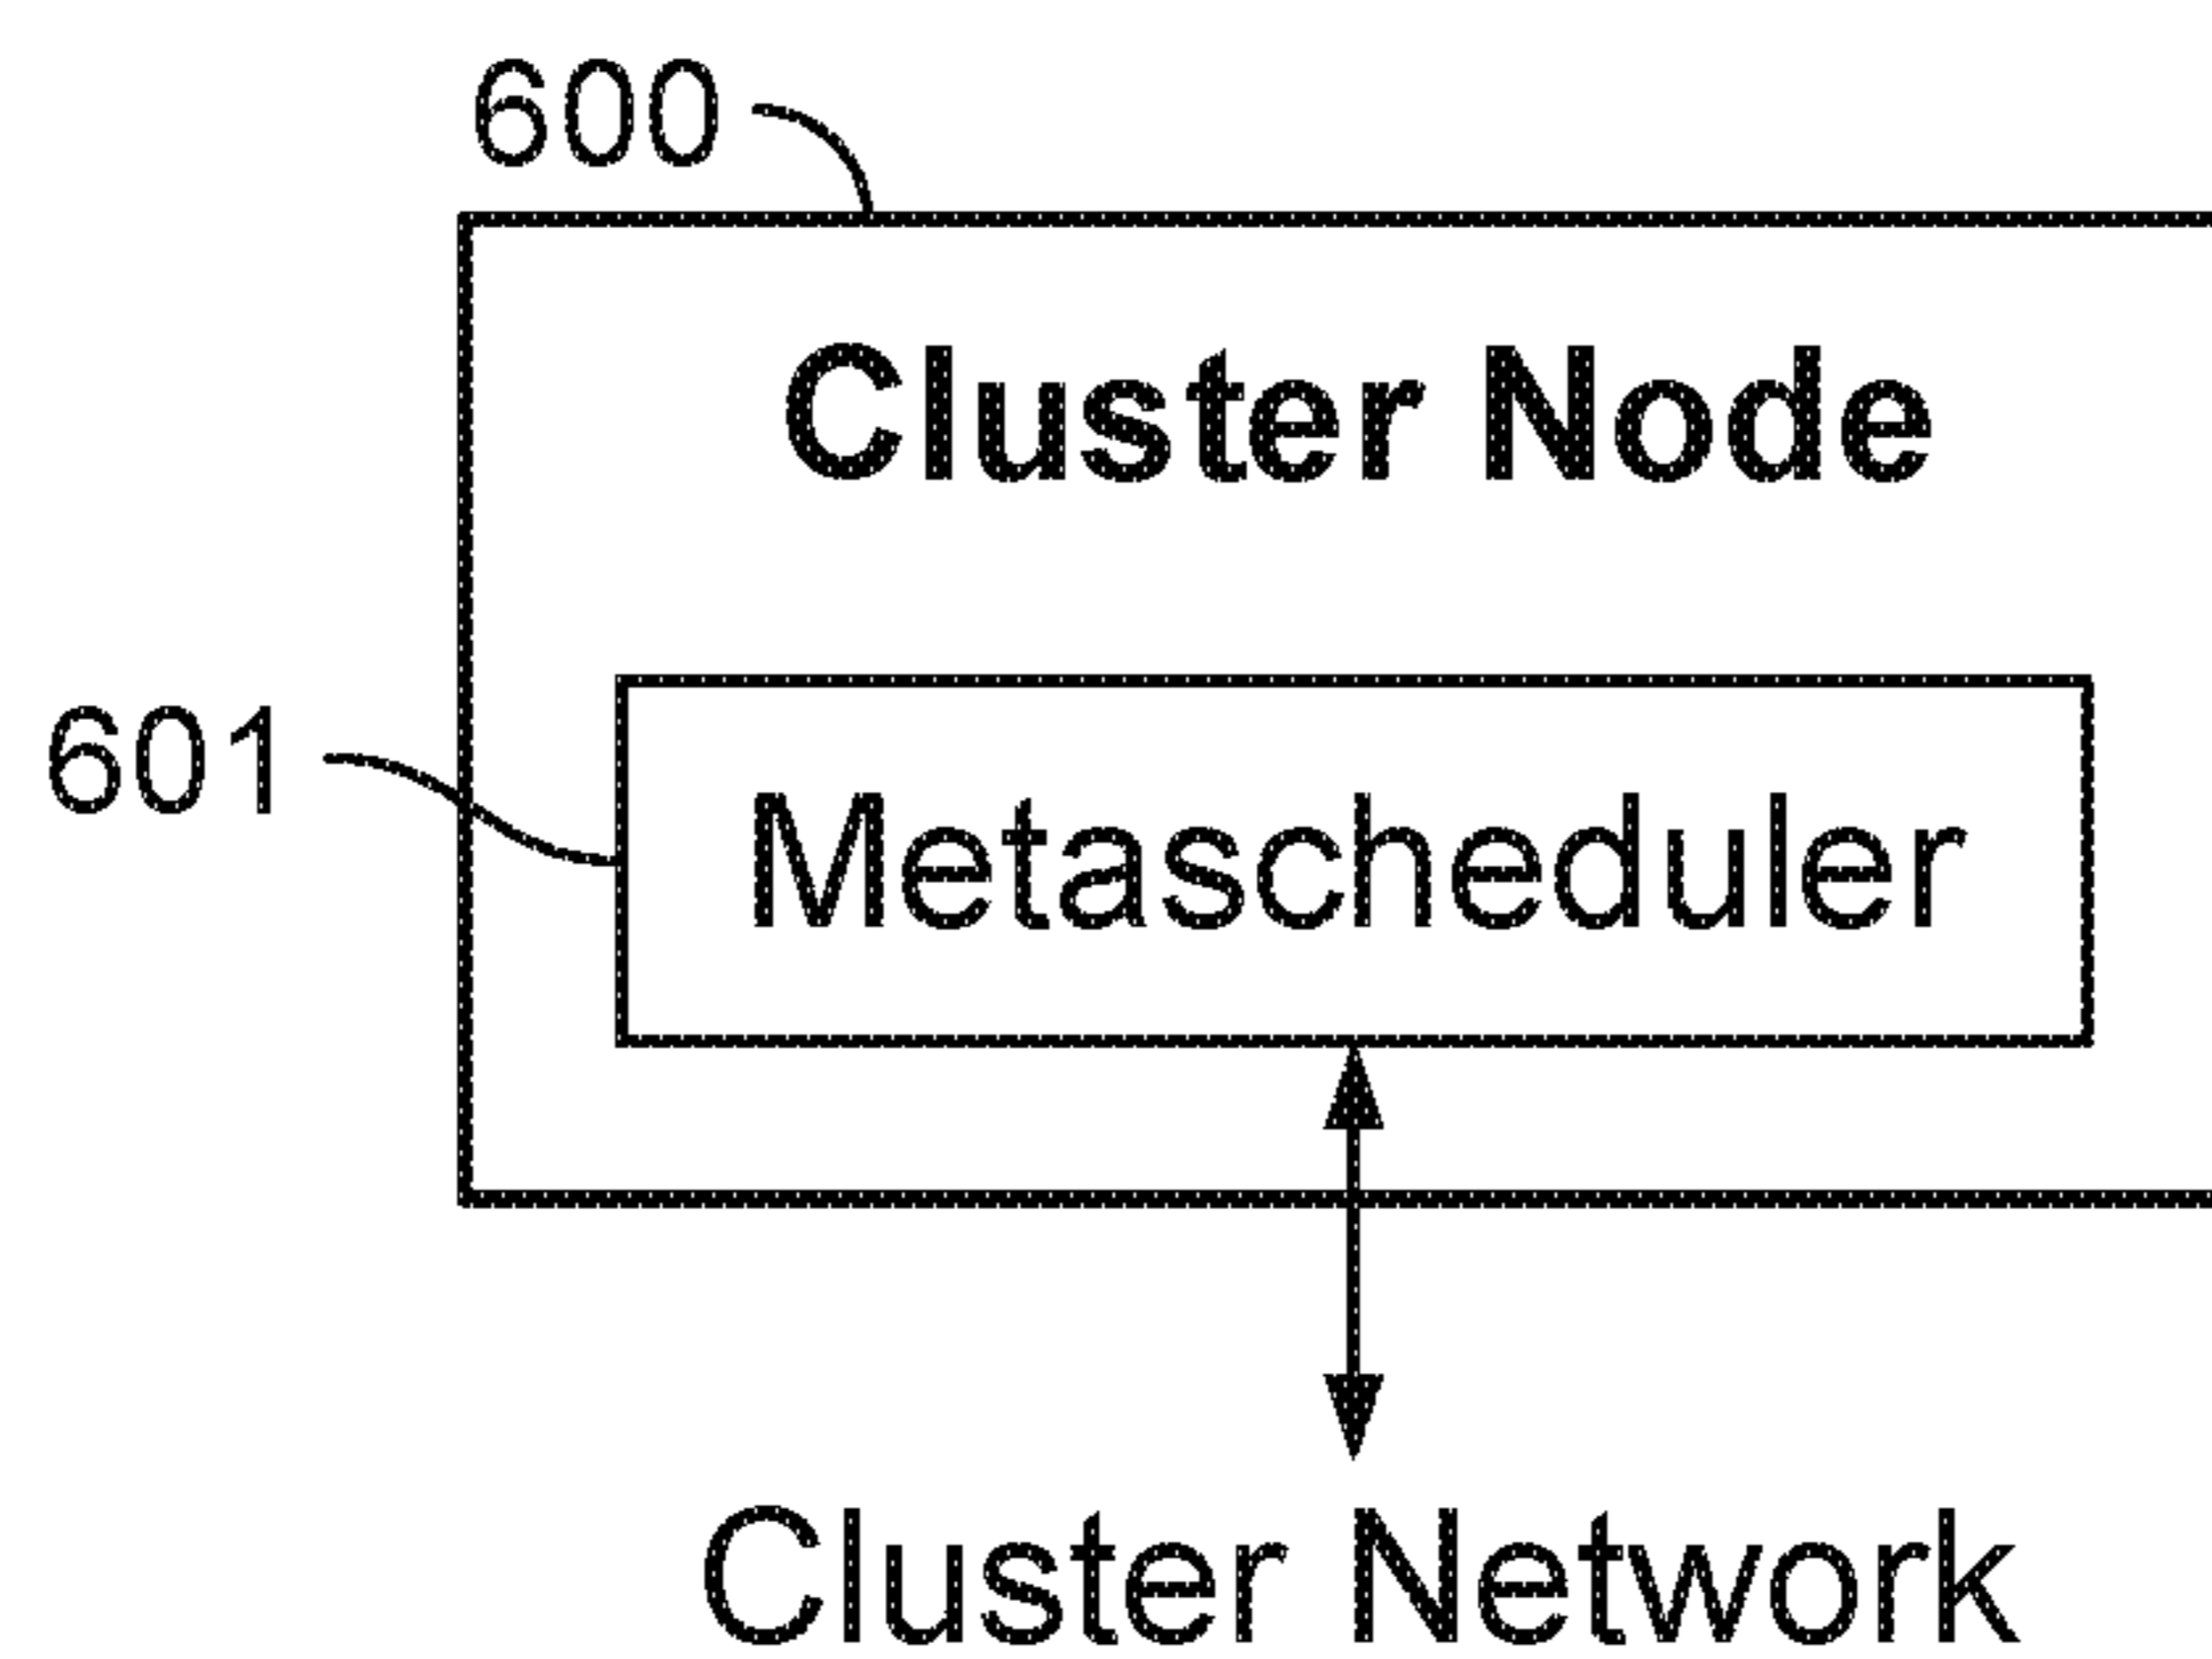 600
Cluster Node
601
Metascheduler
Cluster Network